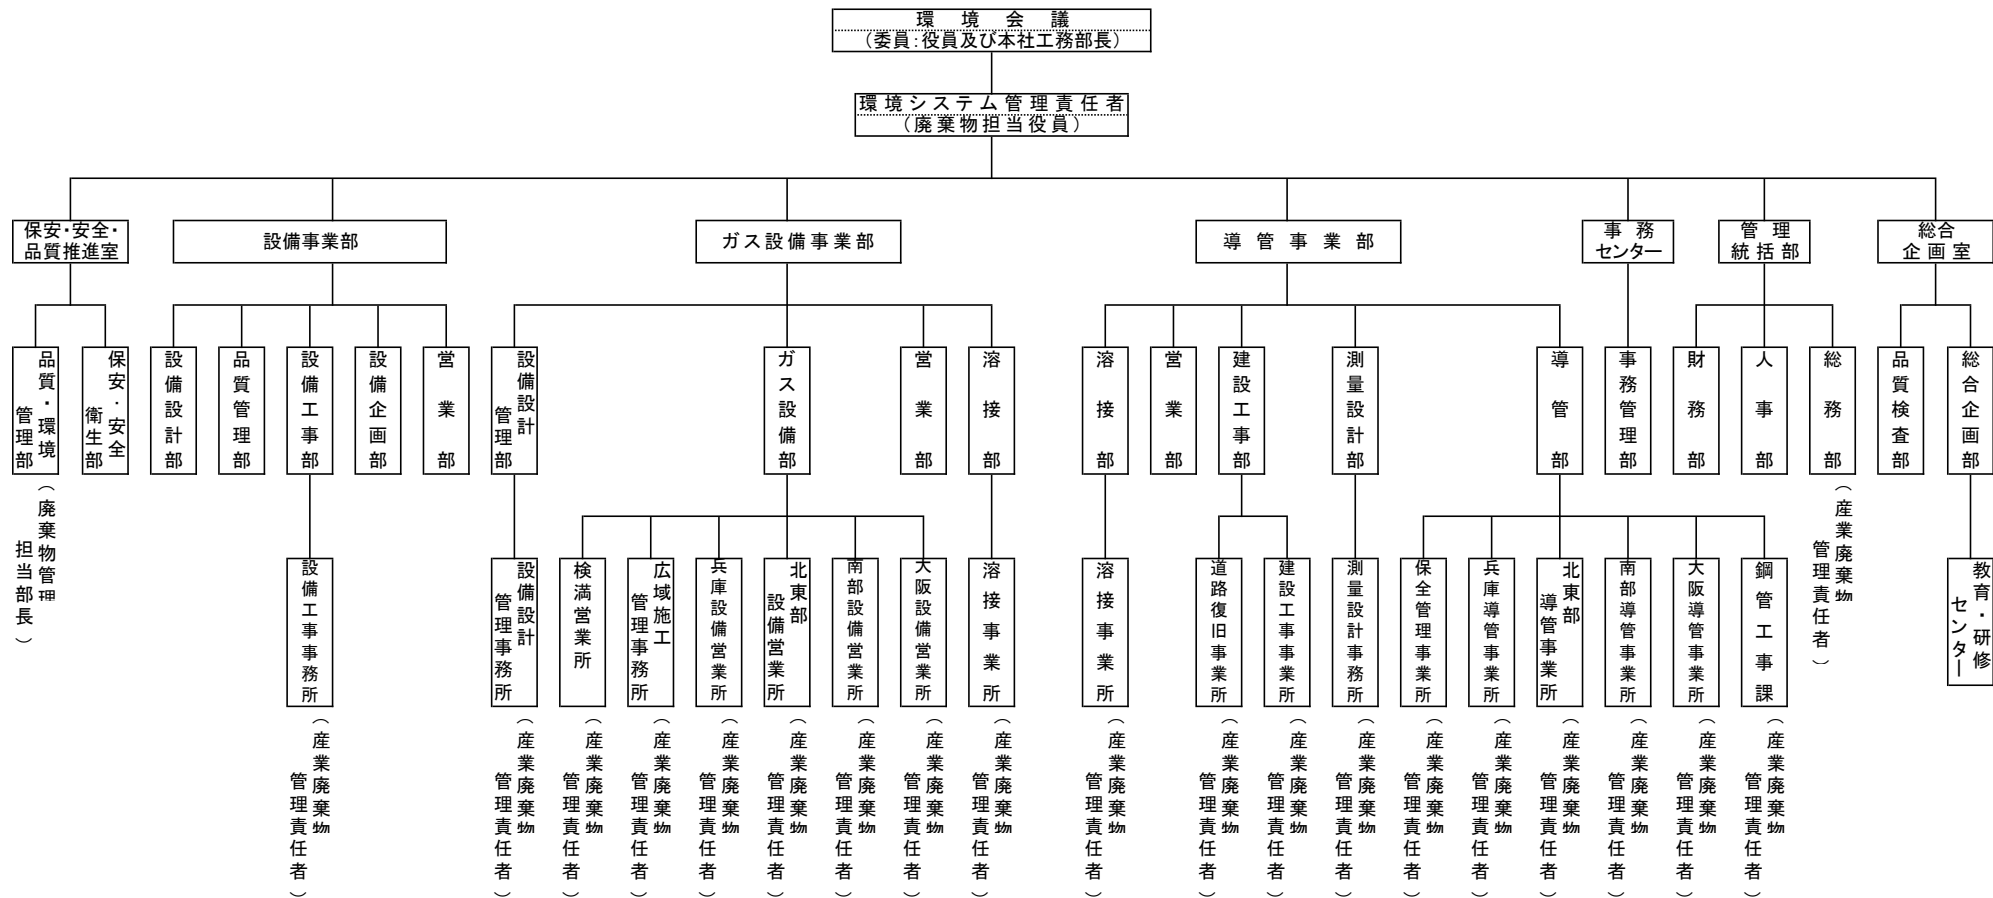 環境会議
（委員：役員及び本社工務部長）
環境システム管理責任者
（廃棄物担当役員）
保安・安全・
品質推進室
設備事業部
ガス設備事業部
導管事業部
事務
センター
管理
統括部
総合
企画室
品質・環境
管理部
保安・安全
衛生部
設備設計部
品質管理部
設備工事部
設備企画部
営業部
設備設計
管理部
ガス設備部
営業部
溶接部
溶接部
営業部
建設工事部
測量設計部
導管部
事務管理部
財務部
人事部
総務部
品質検査部
総合企画部
（廃棄物管理
担当部長）
（産業廃棄物
管理責任者）
設備工事事務所
設備設計
管理事務所
検満営業所
広域施工
管理事務所
兵庫設備営業所
北東部
設備営業所
南部設備営業所
大阪設備営業所
溶接事業所
溶接事業所
道路復旧事業所
建設工事事業所
測量設計事務所
保全管理事業所
兵庫導管事業所
北東部
導管事業所
南部導管事業所
大阪導管事業所
鋼管工事課
教育・研修
センター
（産業廃棄物
管理責任者）
（産業廃棄物
管理責任者）
（産業廃棄物
管理責任者）
（産業廃棄物
管理責任者）
（産業廃棄物
管理責任者）
（産業廃棄物
管理責任者）
（産業廃棄物
管理責任者）
（産業廃棄物
管理責任者）
（産業廃棄物
管理責任者）
（産業廃棄物
管理責任者）
（産業廃棄物
管理責任者）
（産業廃棄物
管理責任者）
（産業廃棄物
管理責任者）
（産業廃棄物
管理責任者）
（産業廃棄物
管理責任者）
（産業廃棄物
管理責任者）
（産業廃棄物
管理責任者）
（産業廃棄物
管理責任者）